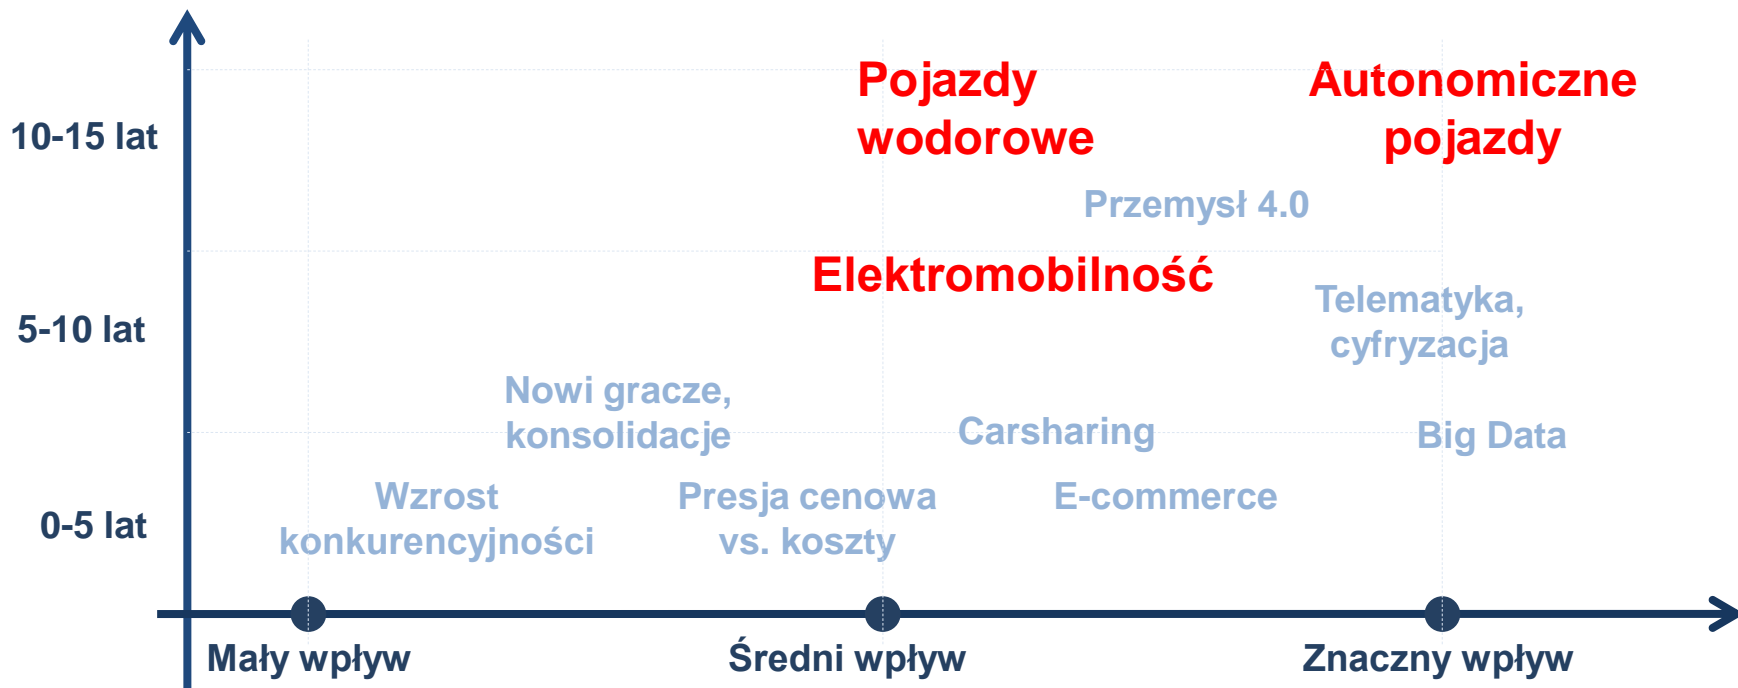 Pojazdy
wodorowe
Autonomiczne
pojazdy
10-15 lat
Przemysł 4.0
Elektromobilność
Telematyka,
cyfryzacja
5-10 lat
Nowi gracze,
konsolidacje
Carsharing
Big Data
Wzrost
konkurencyjności
Presja cenowa
vs. koszty
E-commerce
0-5 lat
Mały wpływ
Średni wpływ
Znaczny wpływ